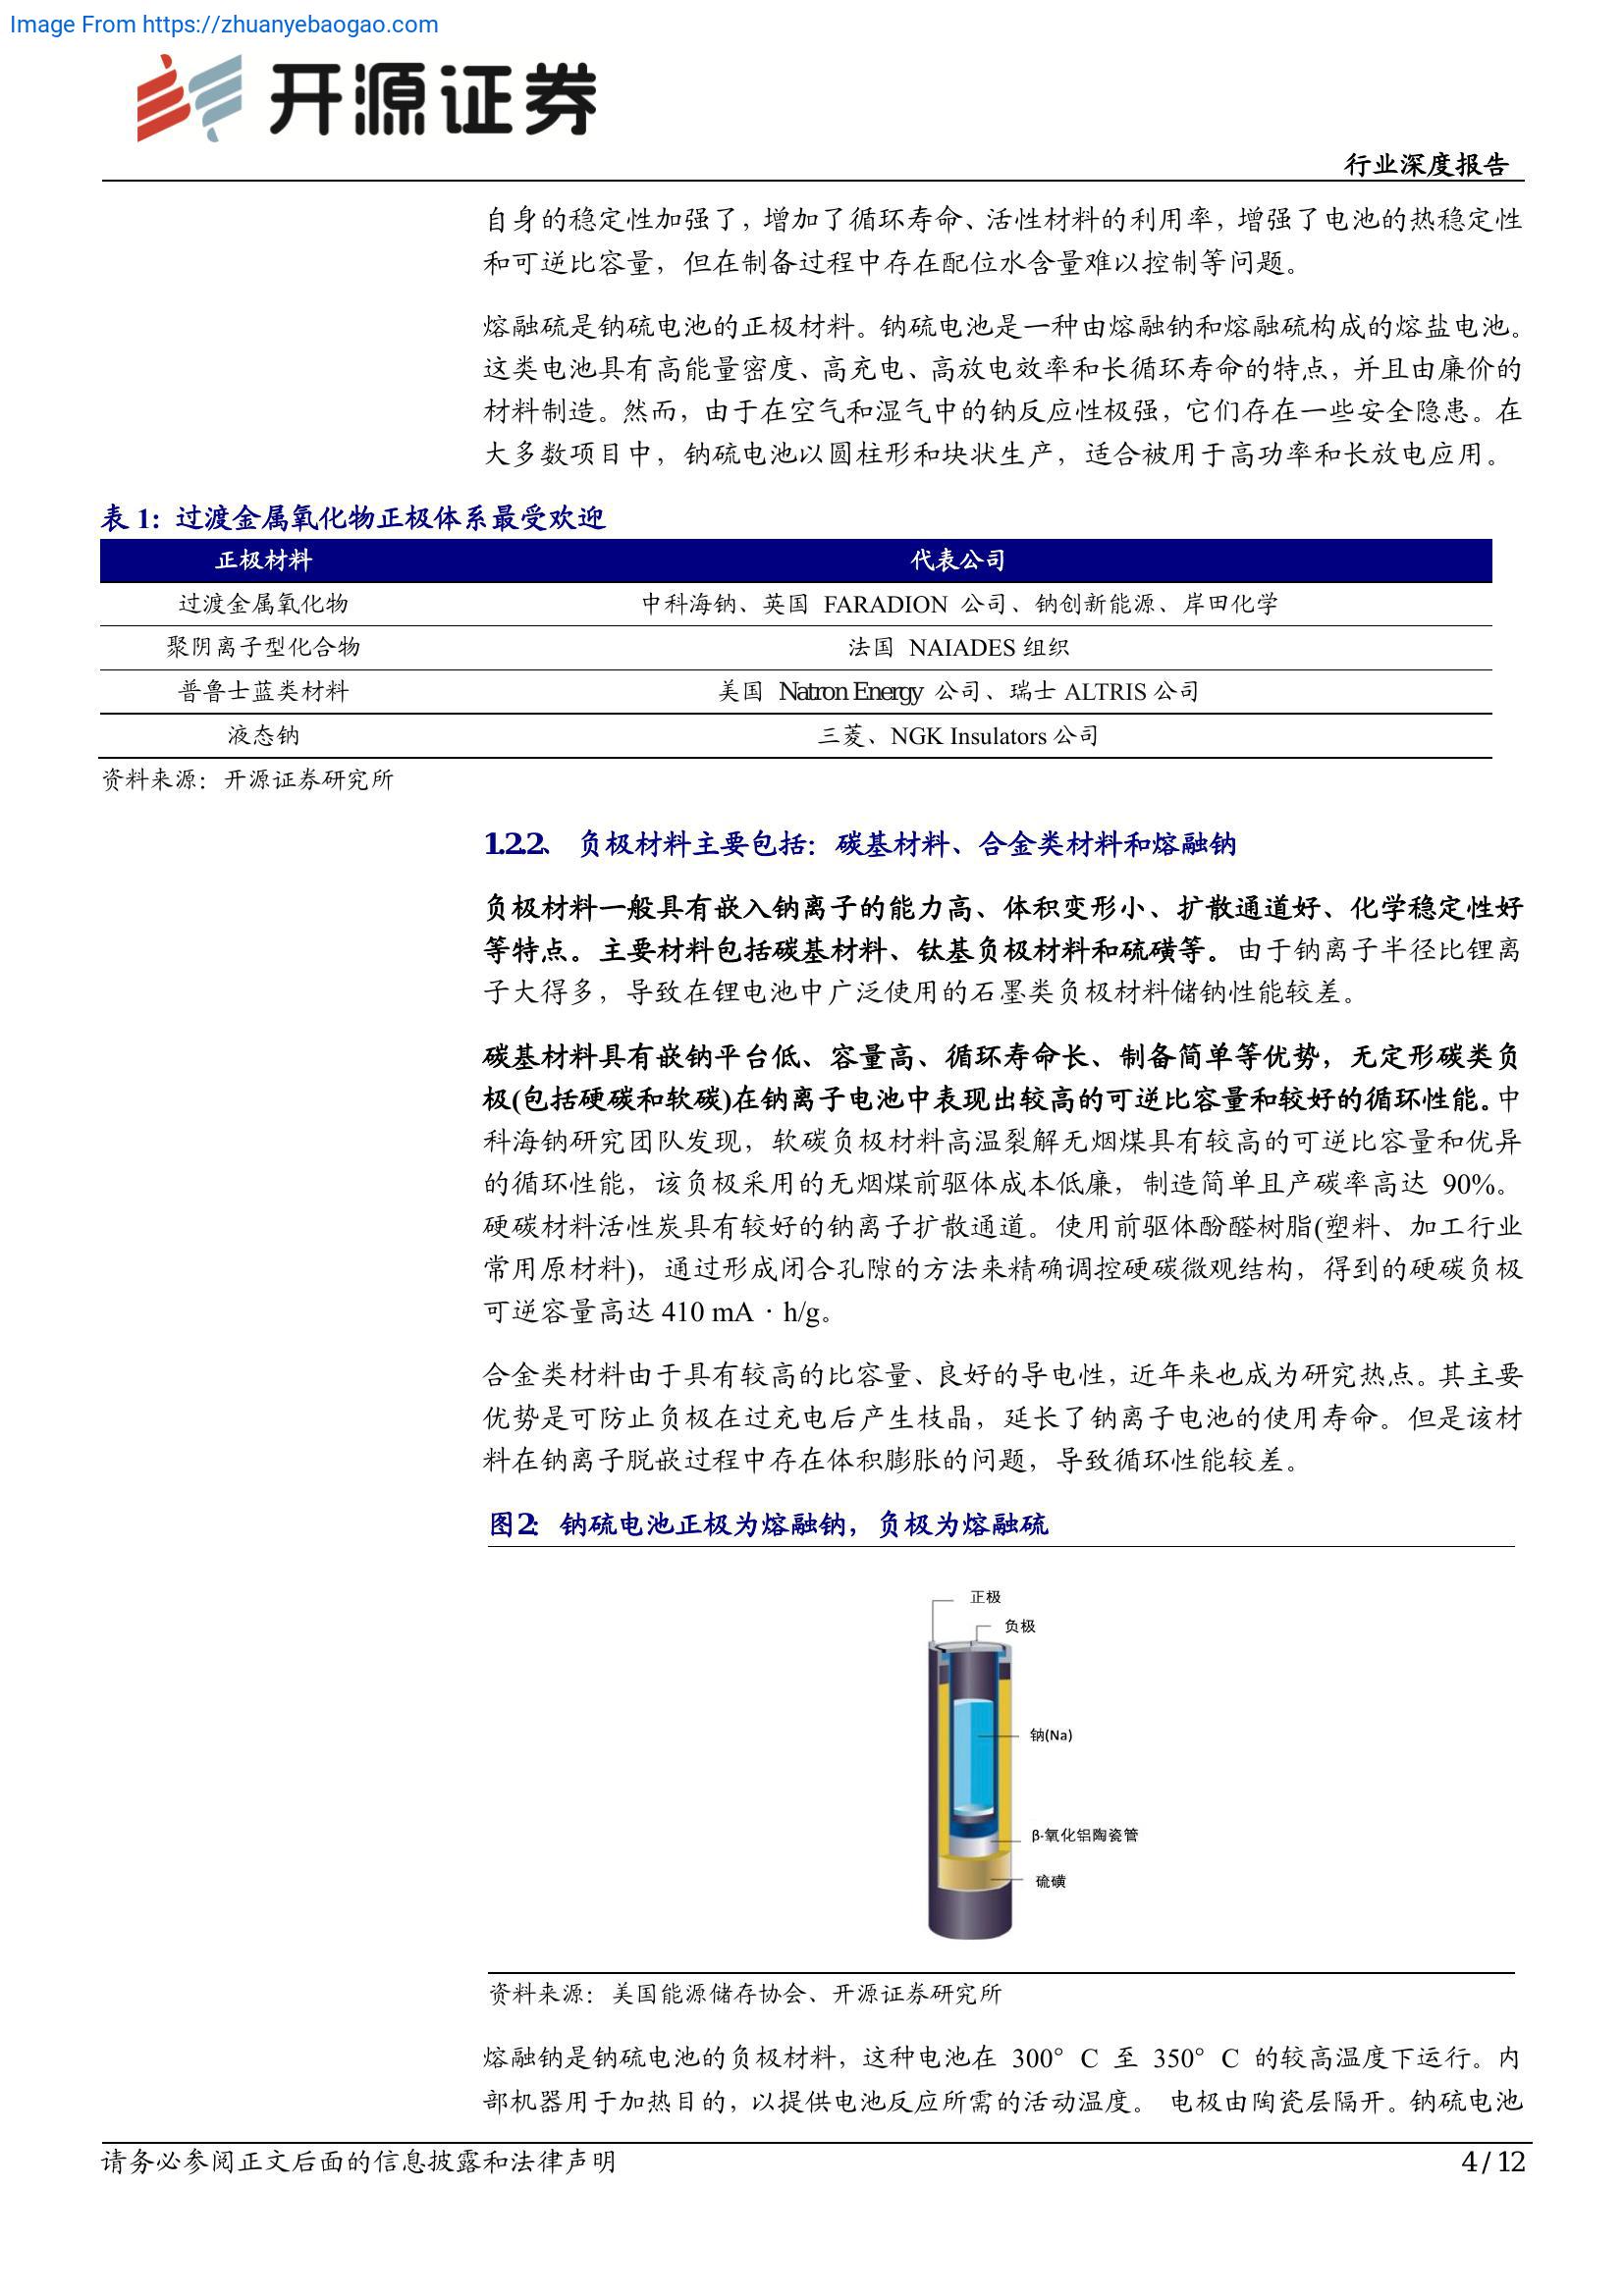 Image From https://zhuanyebaogao.com
开源证券
行业深度报告
自身的稳定性加强了，增加了循环寿命、活性材料的利用率，增强了电池的热稳定性
和可逆比容量，但在制备过程中存在配位水含量难以控制等问题。
熔融硫是钠硫电池的正极材料。钠硫电池是一种由熔融钠和熔融硫构成的熔盐电池。
这类电池具有高能量密度、高充电、高放电效率和长循环寿命的特点，并且由廉价的
材料制造。然而，由于在空气和湿气中的钠反应性极强，它们存在一些安全隐患。在
大多数项目中，钠硫电池以圆柱形和块状生产，适合被用于高功率和长放电应用。
表 1：过渡金属氧化物正极体系最受欢迎
正极材料 代表公司
过渡金属氧化物 中科海钠、英国 FARADION 公司、钠创新能源、岸田化学
聚阴离子型化合物 法国 NAIADES 组织
普鲁士蓝类材料 美国 Natron Energy 公司、瑞士 ALTRIS 公司
液态钠 三菱、NGK Insulators 公司
资料来源：开源证券研究所
1.2.2、 负极材料主要包括：碳基材料、合金类材料和熔融钠
负极材料一般具有嵌入钠离子的能力高、体积变形小、扩散通道好、化学稳定性好
等特点。主要材料包括碳基材料、钛基负极材料和硫磺等。由于钠离子半径比锂离
子大得多，导致在锂电池中广泛使用的石墨类负极材料储钠性能较差。
碳基材料具有嵌钠平台低、容量高、循环寿命长、制备简单等优势，无定形碳类负
极(包括硬碳和软碳)在钠离子电池中表现出较高的可逆比容量和较好的循环性能。中
科海钠研究团队发现，软碳负极材料高温裂解无烟煤具有较高的可逆比容量和优异
的循环性能，该负极采用的无烟煤前驱体成本低廉，制造简单且产碳率高达 90%。
硬碳材料活性炭具有较好的钠离子扩散通道。使用前驱体酚醛树脂(塑料、加工行业
常用原材料)，通过形成闭合孔隙的方法来精确调控硬碳微观结构，得到的硬碳负极
可逆容量高达 410 mA · h/g。
合金类材料由于具有较高的比容量、良好的导电性，近年来也成为研究热点。其主要
优势是可防止负极在过充电后产生枝晶，延长了钠离子电池的使用寿命。但是该材
料在钠离子脱嵌过程中存在体积膨胀的问题，导致循环性能较差。
图2：钠硫电池正极为熔融钠，负极为熔融硫
正极
负极
钠(Na)
β-氧化铝陶瓷管
硫磺
资料来源：美国能源储存协会、开源证券研究所
熔融钠是钠硫电池的负极材料，这种电池在 300° C 至 350° C 的较高温度下运行。内
部机器用于加热目的，以提供电池反应所需的活动温度。 电极由陶瓷层隔开。钠硫电池
请务必参阅正文后面的信息披露和法律声明 4 / 12